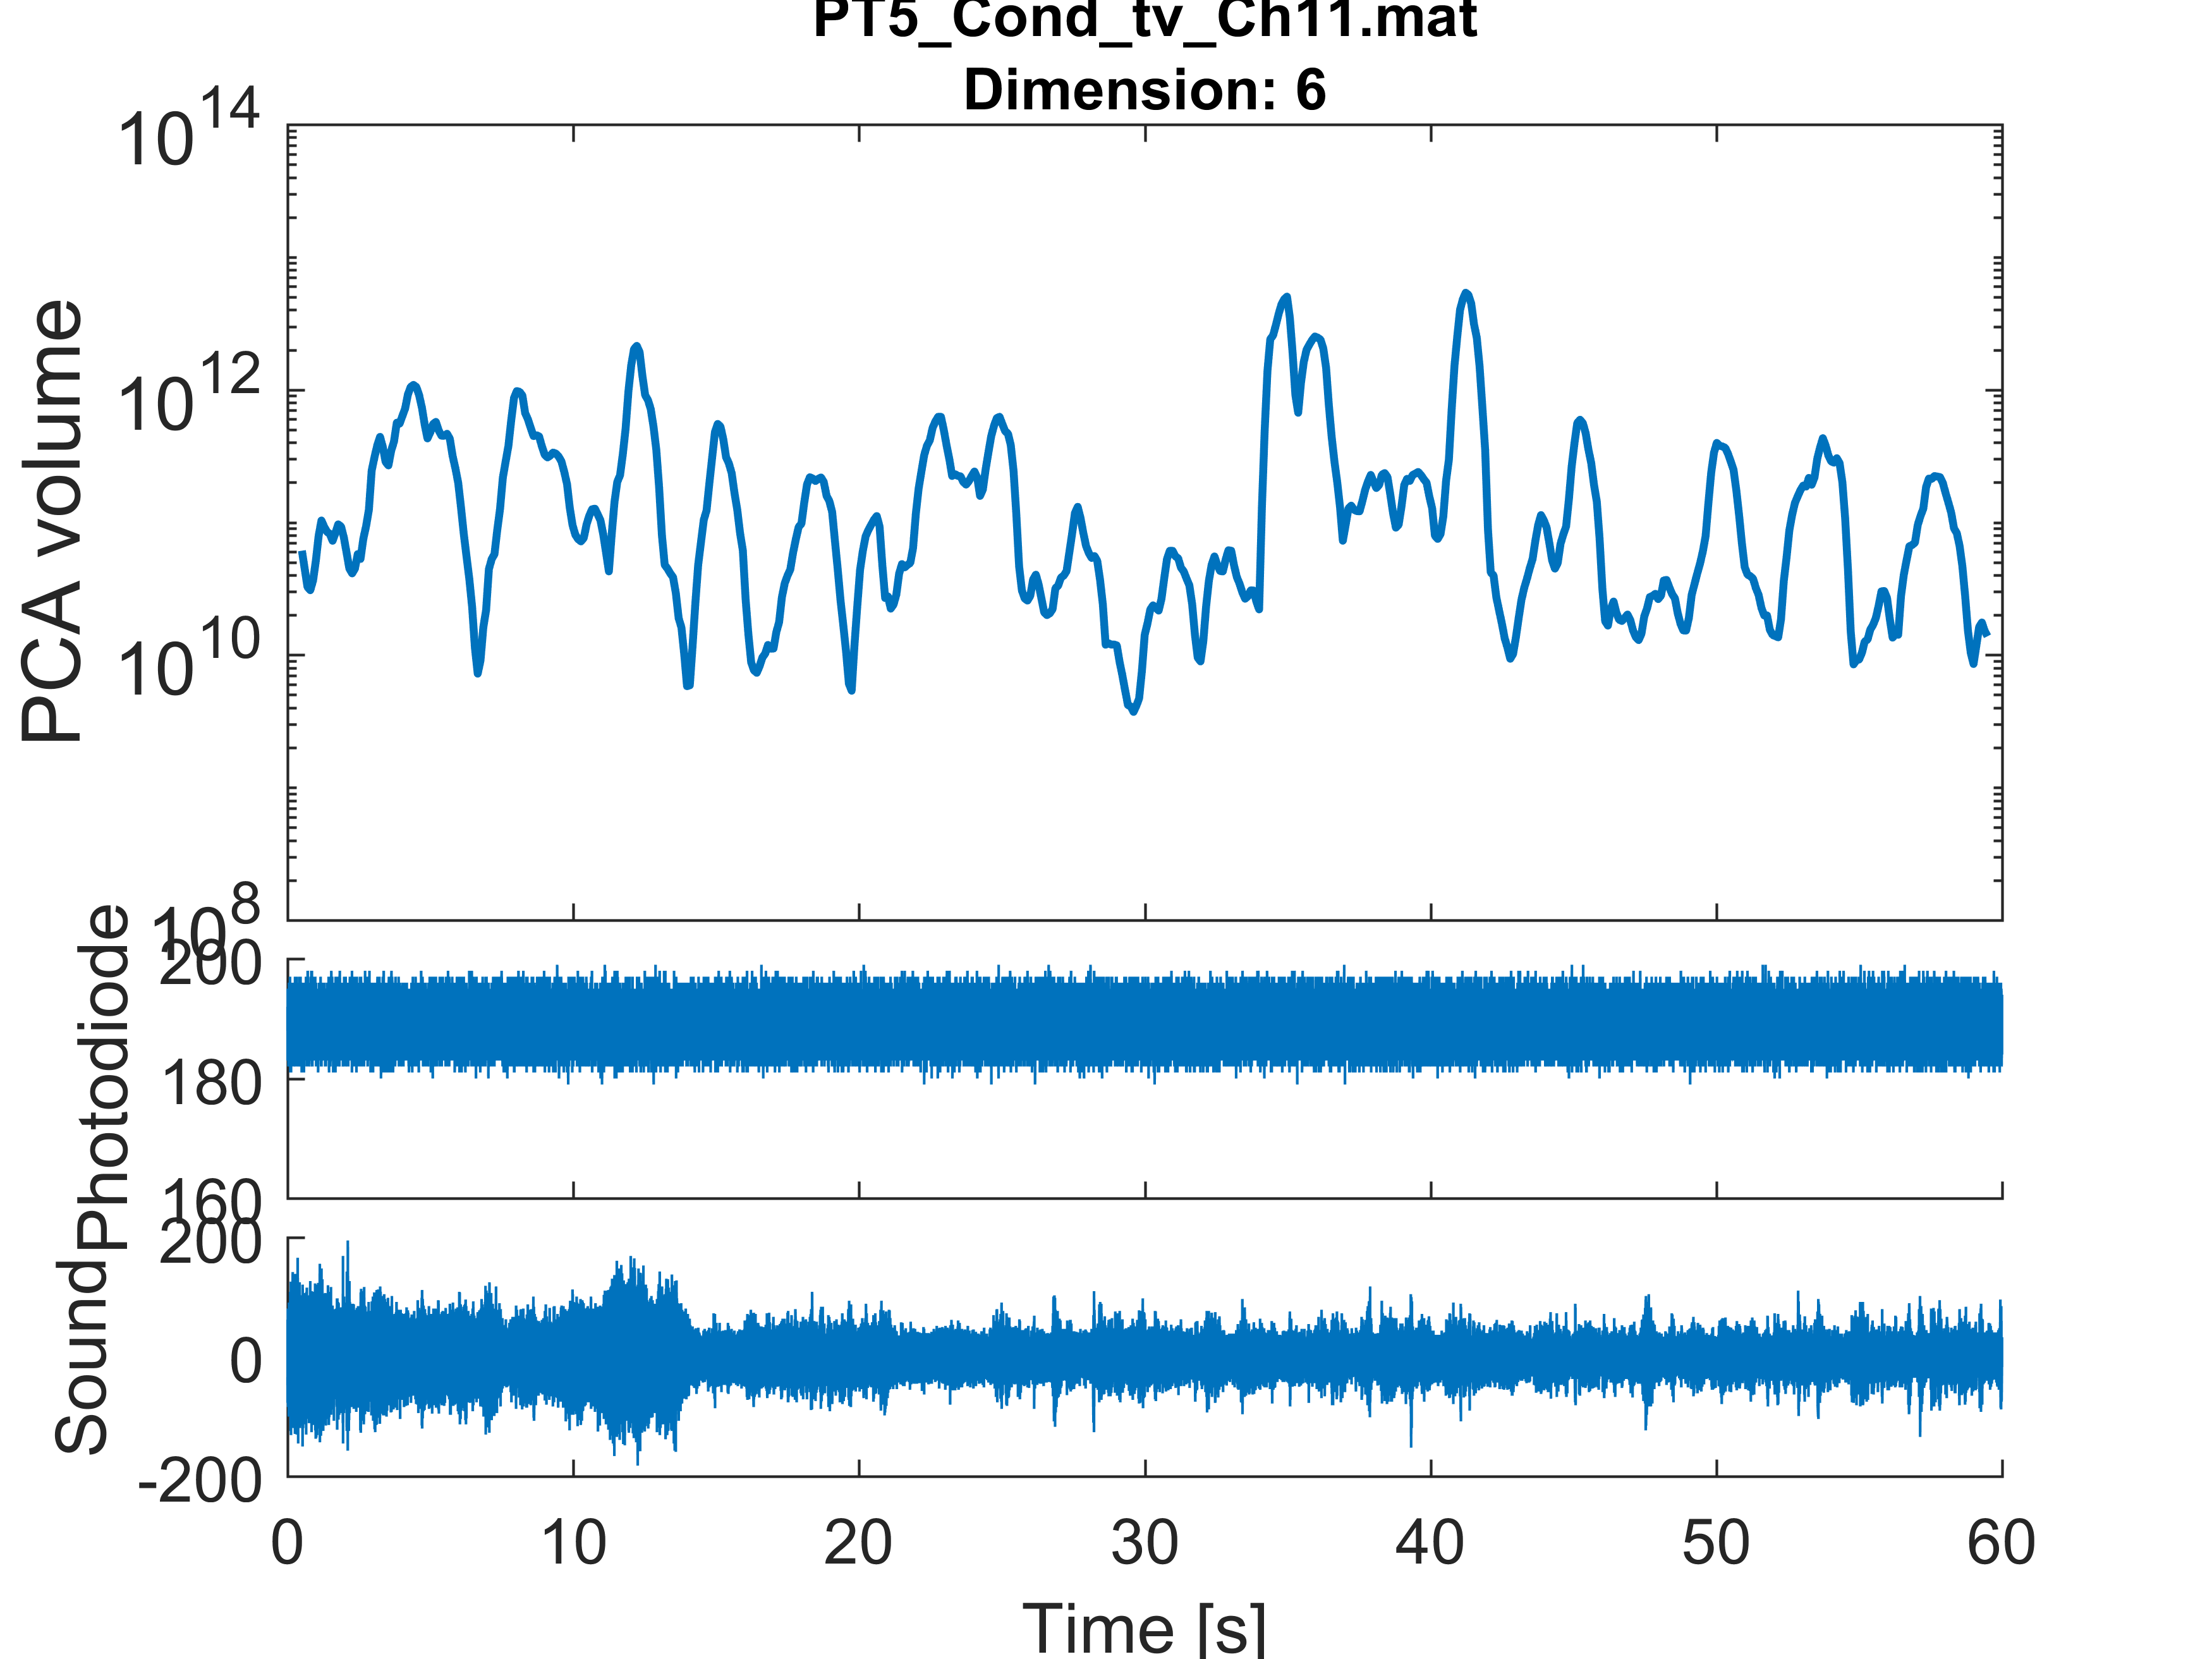 PT5_Cond_tv_Ch11.mat
Dimension: 6
10^14
10^12
10^10
10^8
PCA volume
200
180
160
Photodiode
200
0
-200
Sound
0 10 20 30 40 50 60
Time [s]